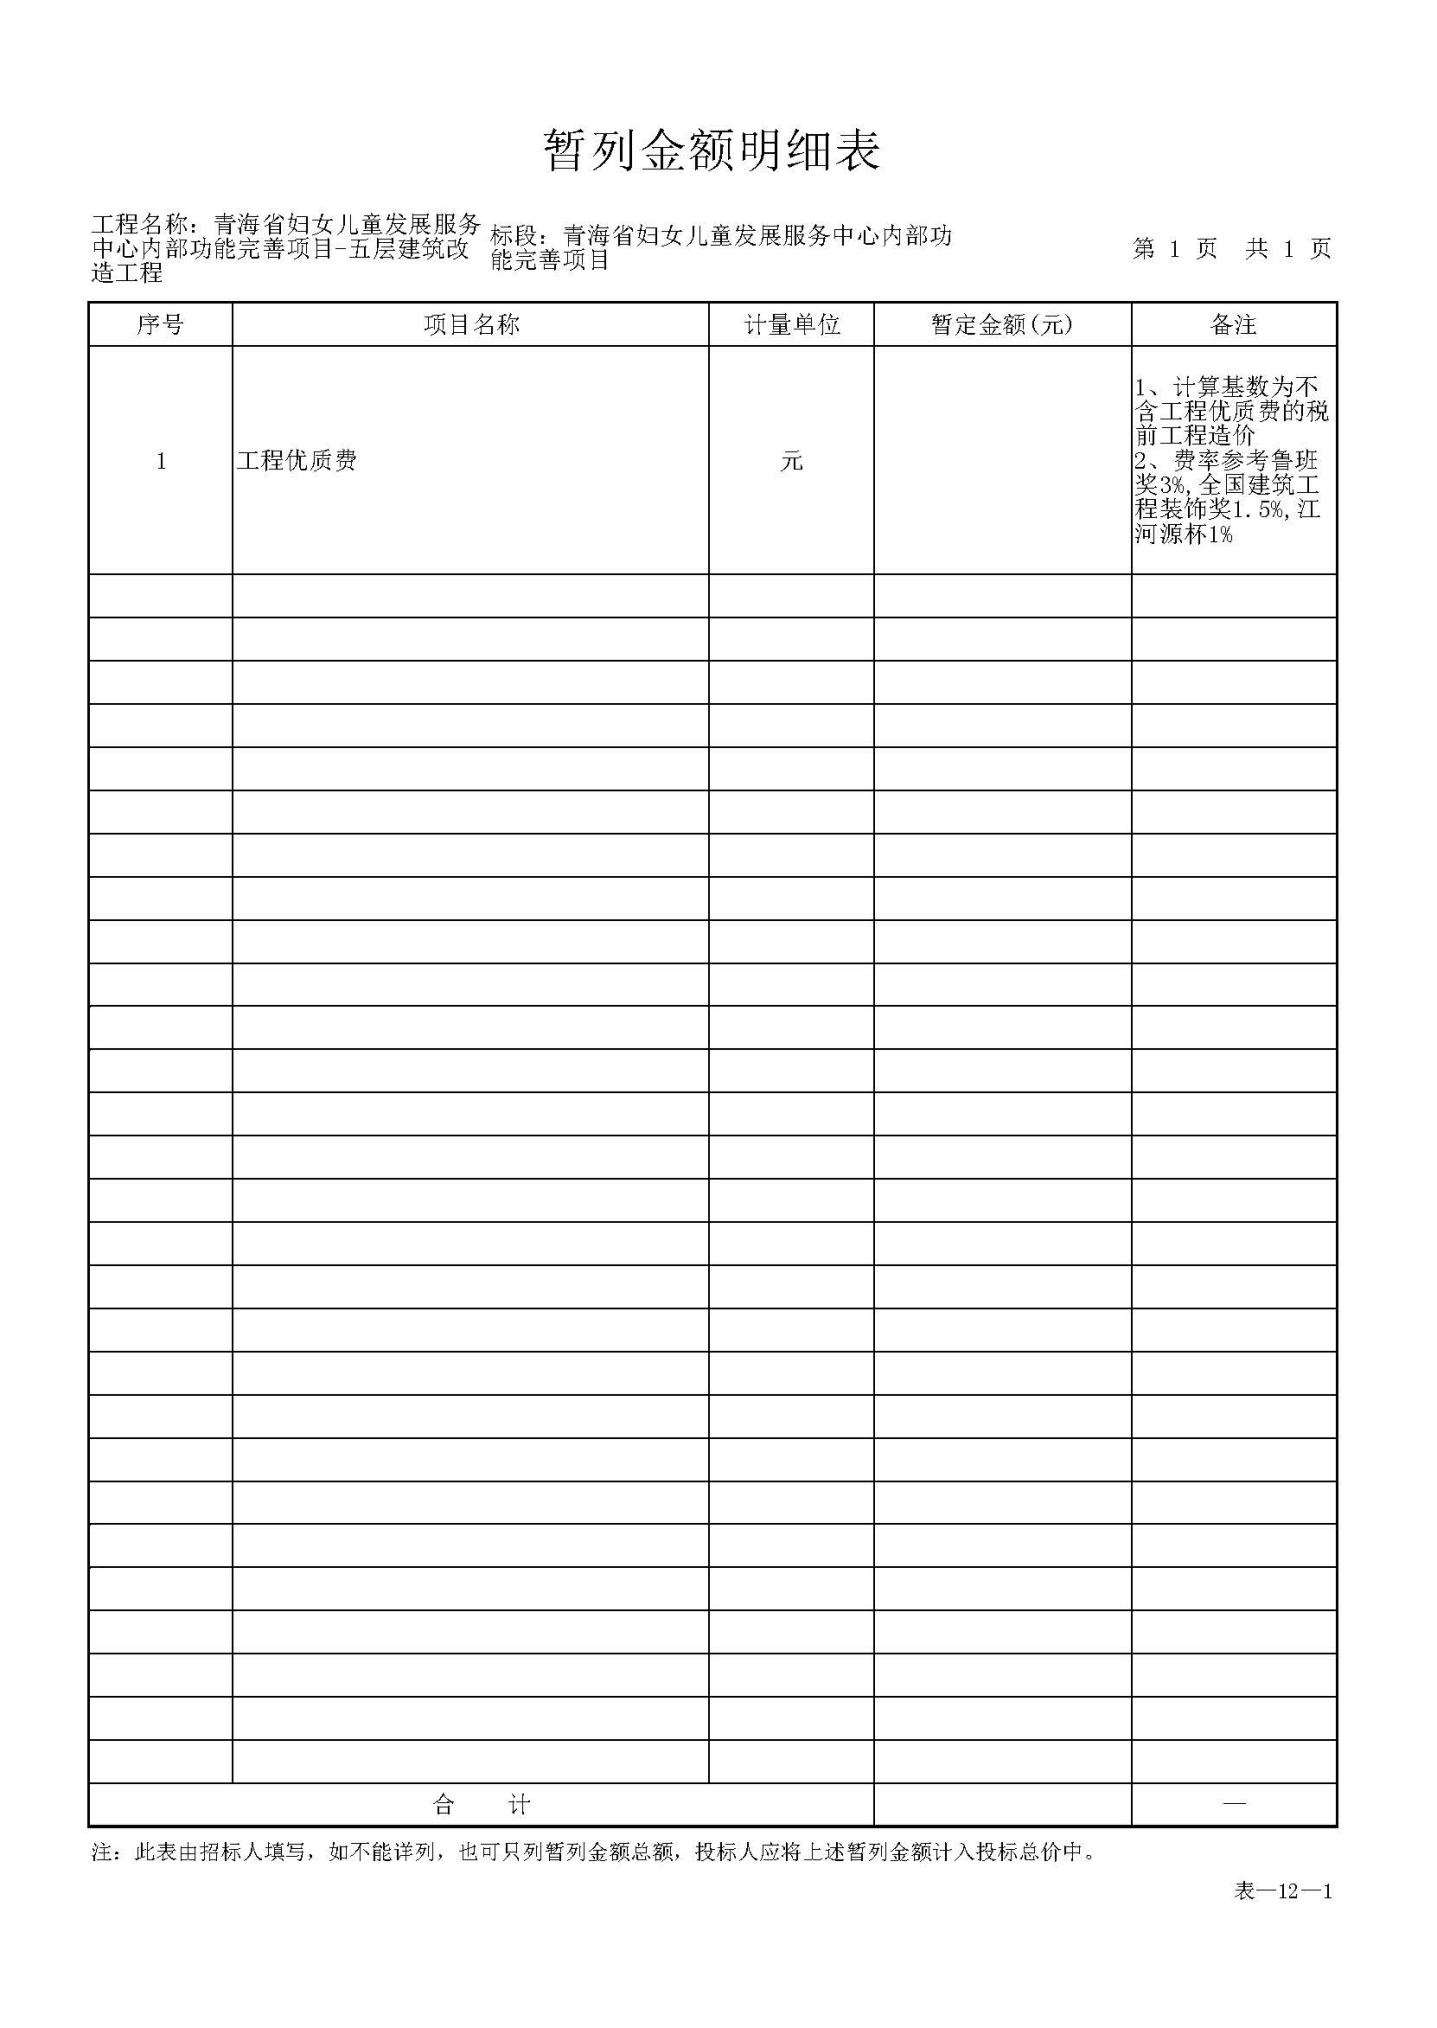 暂列金额明细表
工程名称：青海省妇女儿童发展服务
中心内部功能完善项目-五层建筑改
造工程
标段：青海省妇女儿童发展服务中心内部功
能完善项目
第 1 页 共 1 页
序号 项目名称 计量单位 暂定金额(元) 备注
1 工程优质费 元
1、计算基数为不
含工程优质费的税
前工程造价
2、费率参考鲁班
奖3%,全国建筑工
程装饰奖1.5%,江
河源杯1%
合 计 —
注：此表由招标人填写，如不能详列，也可只列暂列金额总额，投标人应将上述暂列金额计入投标总价中。
表—12—1